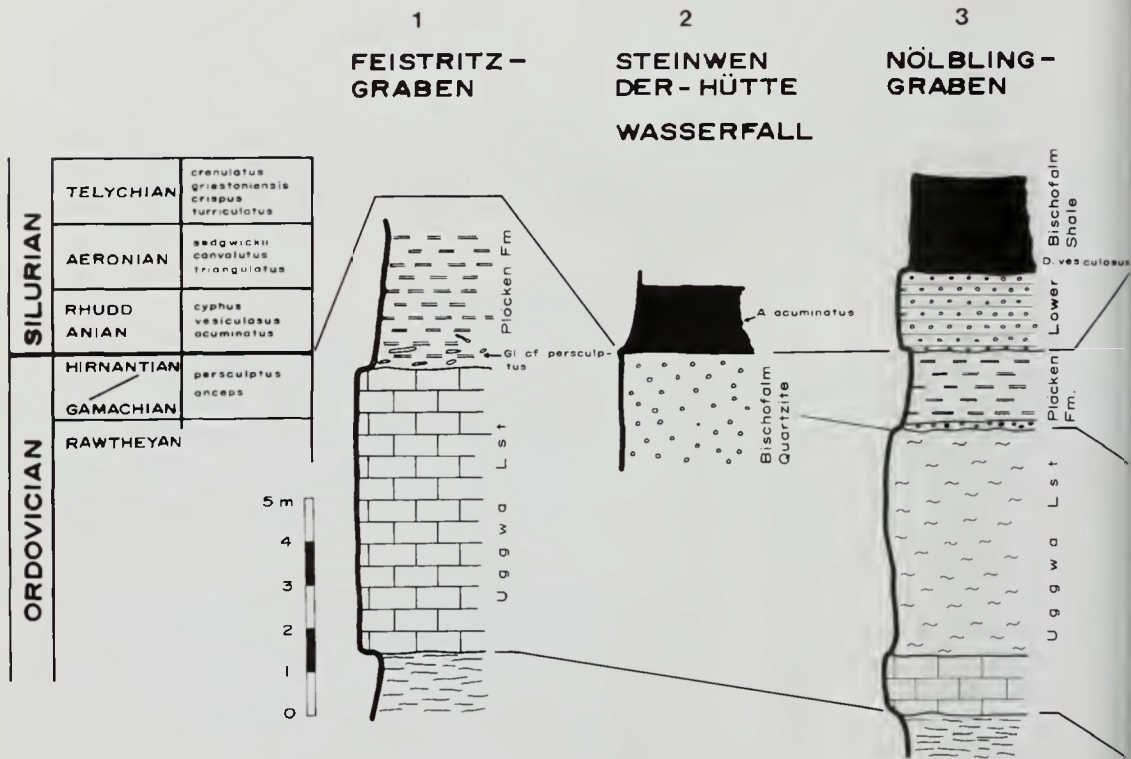 1
FEISTRITZ-
GRABEN
2
STEINWEN
DER-HÜTTE
WASSERFALL
3
NÖLBLING-
GRABEN
SILURIAN
TELYCHIAN
crenulatus
griestoniensis
crispus
turriculatus
AERONIAN
sedgwickii
convolutus
triangulatus
RHUDD
ANIAN
cyphus
vesiculosus
acuminatus
ORDOVICIAN
HIRNANTIAN
GAMACHIAN
persculptus
anceps
RAWTHEYAN
5 m
4
3
2
1
0
Plöcken Fm
Gl cf persculp-
tus
Uggwa Lst
A acuminatus
Bischofalm
Quartzite
Bischofalm
Shale
D. vesiculosus
Lower
Plöcken
Fm.
Uggwa Lst